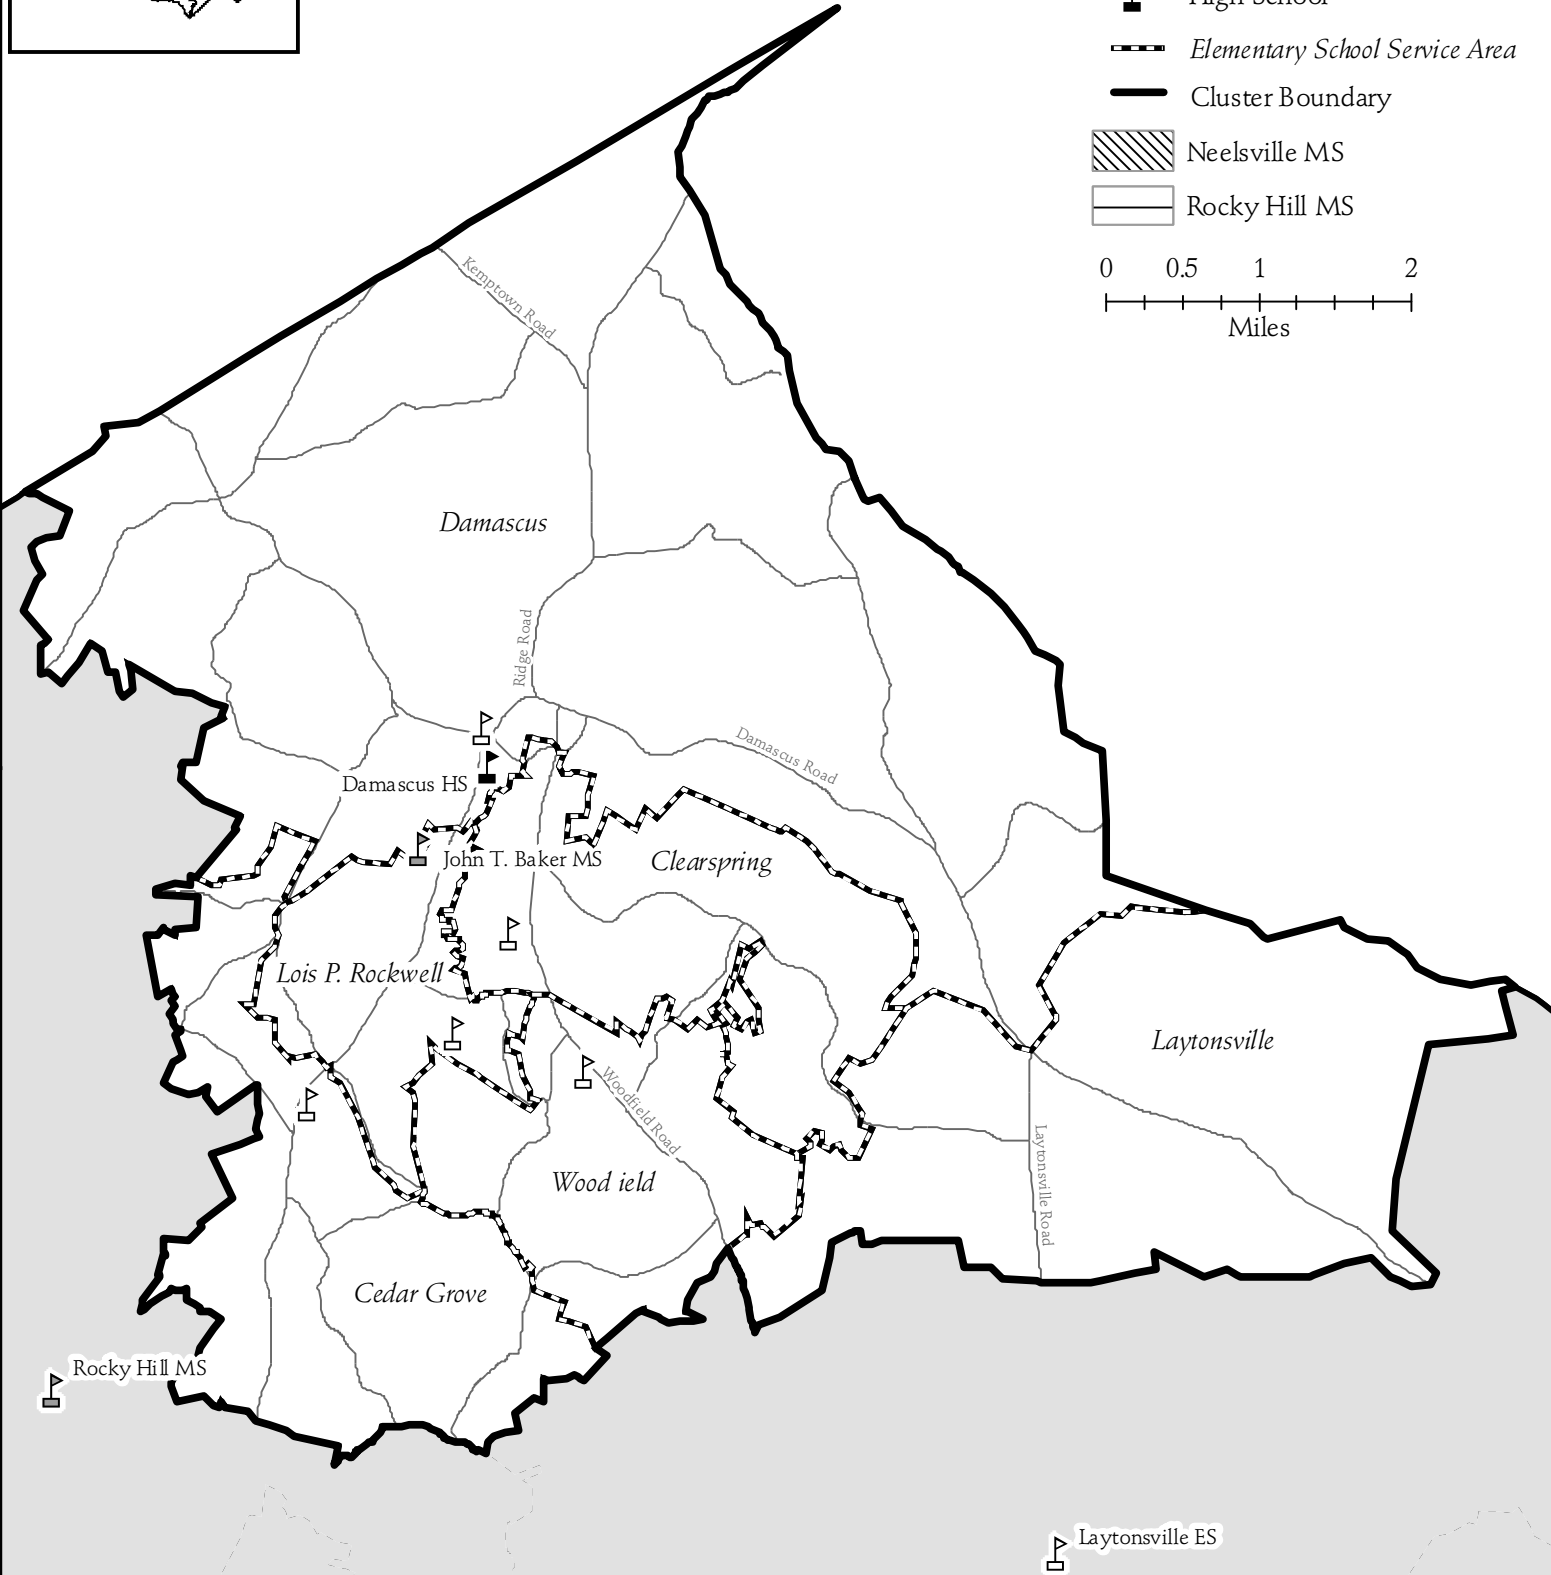 High School
Elementary School Service Area
Cluster Boundary
Neelsville MS
Rocky Hill MS
0 0.5 1 2
Miles
Kemptown Road
Damascus
Ridge Road
Damascus Road
Damascus HS
John T. Baker MS
Clearspring
Lois P. Rockwell
Laytonsville
Woodfield Road
Laytonsville Road
Wood ield
Cedar Grove
Rocky Hill MS
Laytonsville ES